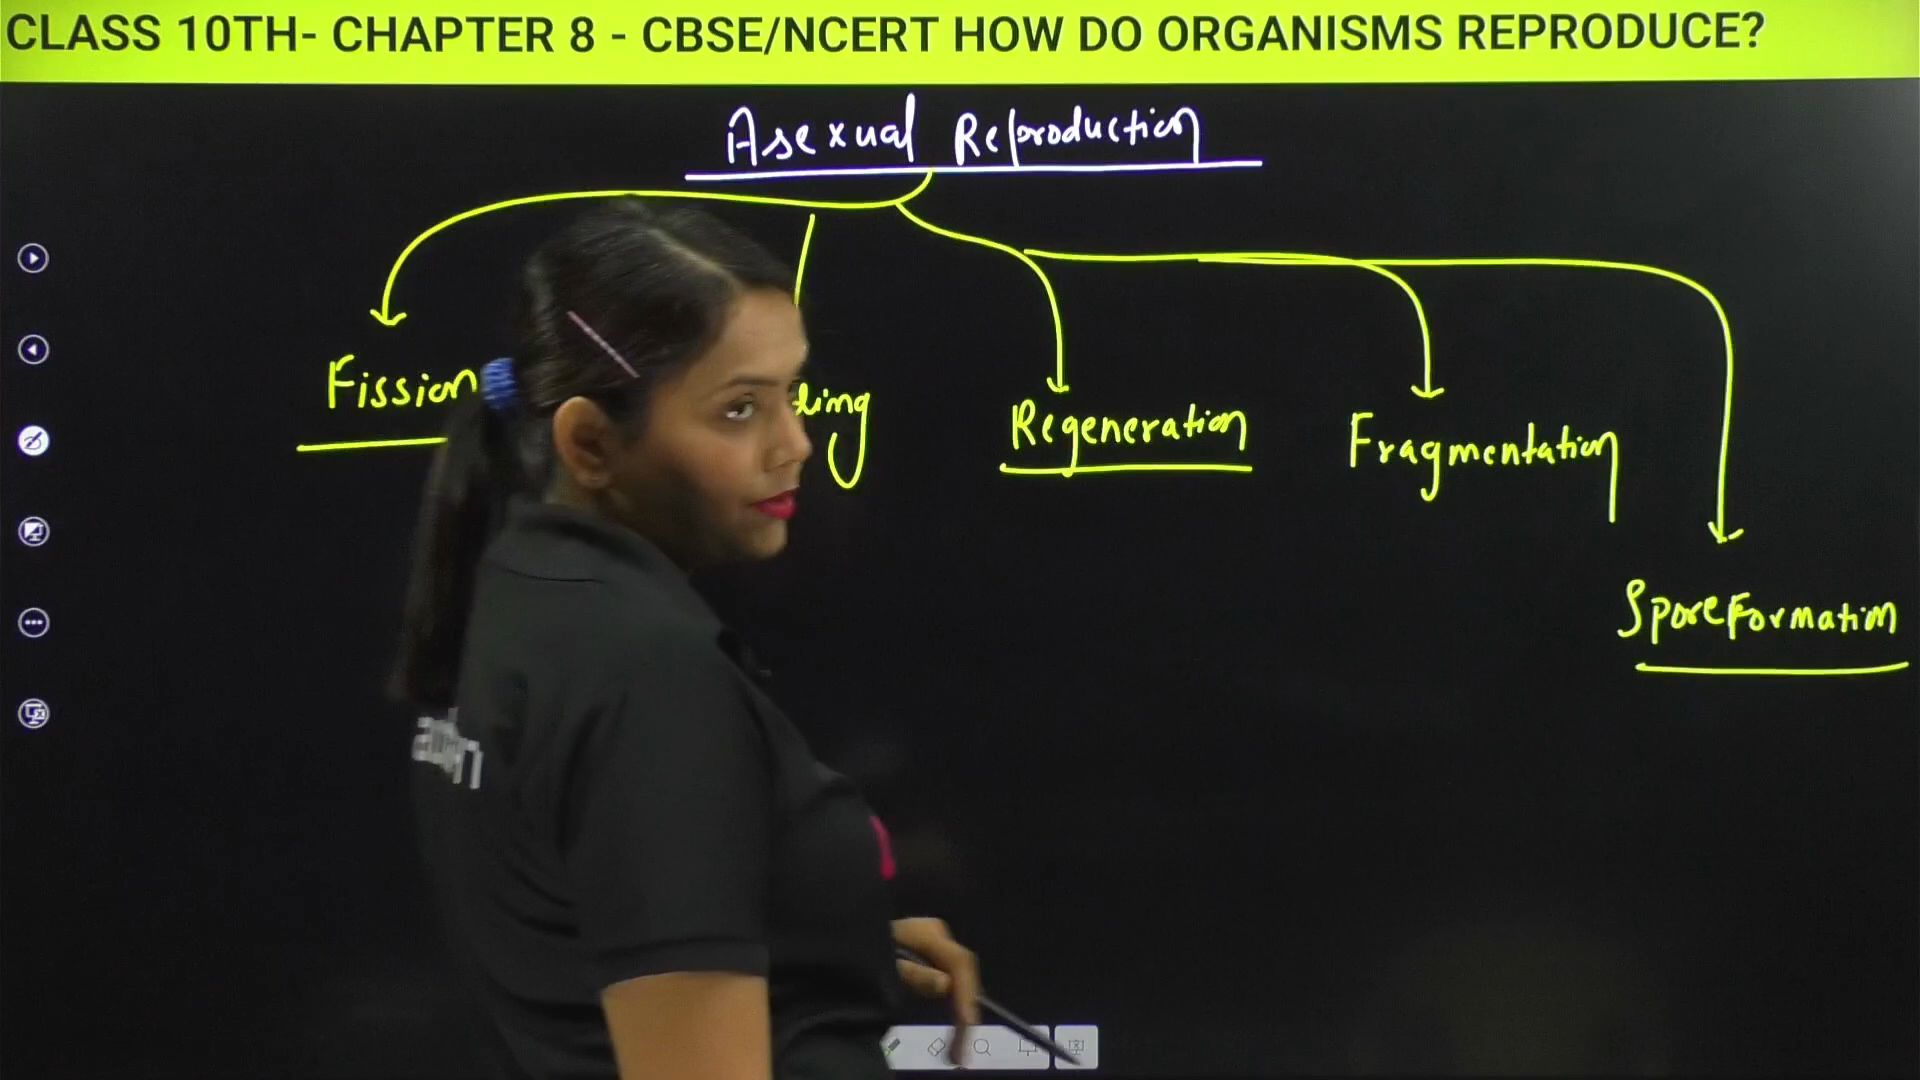 CLASS 10TH- CHAPTER 8 - CBSE/NCERT HOW DO ORGANISMS REPRODUCE?
Asexual Reproduction
Fission
Regeneration
Fragmentation
Spore Formation